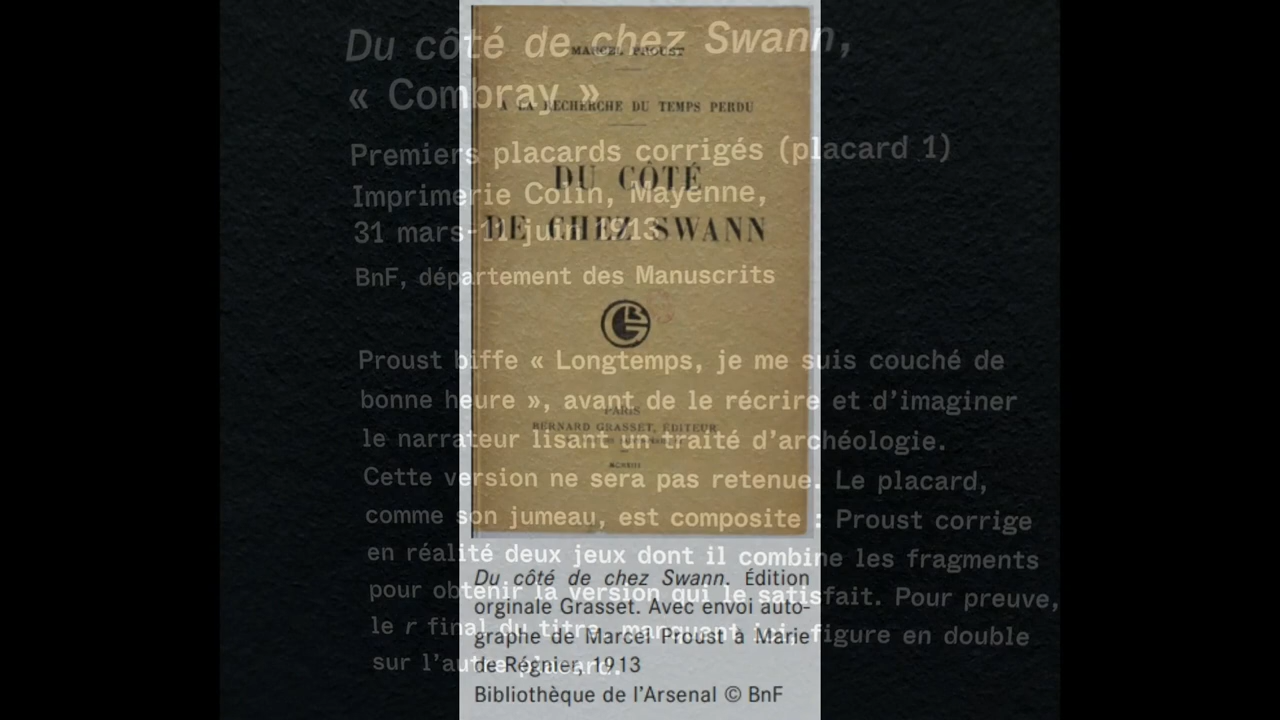 Du côté de chez Swann,
« Combray »
Premiers placards corrigés (placard 1)
Imprimerie Colin, Mayenne,
31 mars-11 juin 1913
BnF, département des Manuscrits
Proust biffe « Longtemps, je me suis couché de
bonne heure », avant de le récrire et d’imaginer
le narrateur lisant un traité d’archéologie.
Cette version ne sera pas retenue. Le placard,
comme son jumeau, est composite : Proust corrige
en réalité deux jeux dont il combine les fragments
pour obtenir la version qui le satisfait. Pour preuve,
le r final du titre, manquant ici, figure en double
sur l’autre placard.
MARCEL PROUST
A LA RECHERCHE DU TEMPS PERDU
DU CÔTÉ
DE CHEZ SWANN
PARIS
BERNARD GRASSET, ÉDITEUR
MCMXIII
Du côté de chez Swann. Édition
orginale Grasset. Avec envoi auto-
graphe de Marcel Proust à Marie
de Régnier, 1913
Bibliothèque de l’Arsenal © BnF